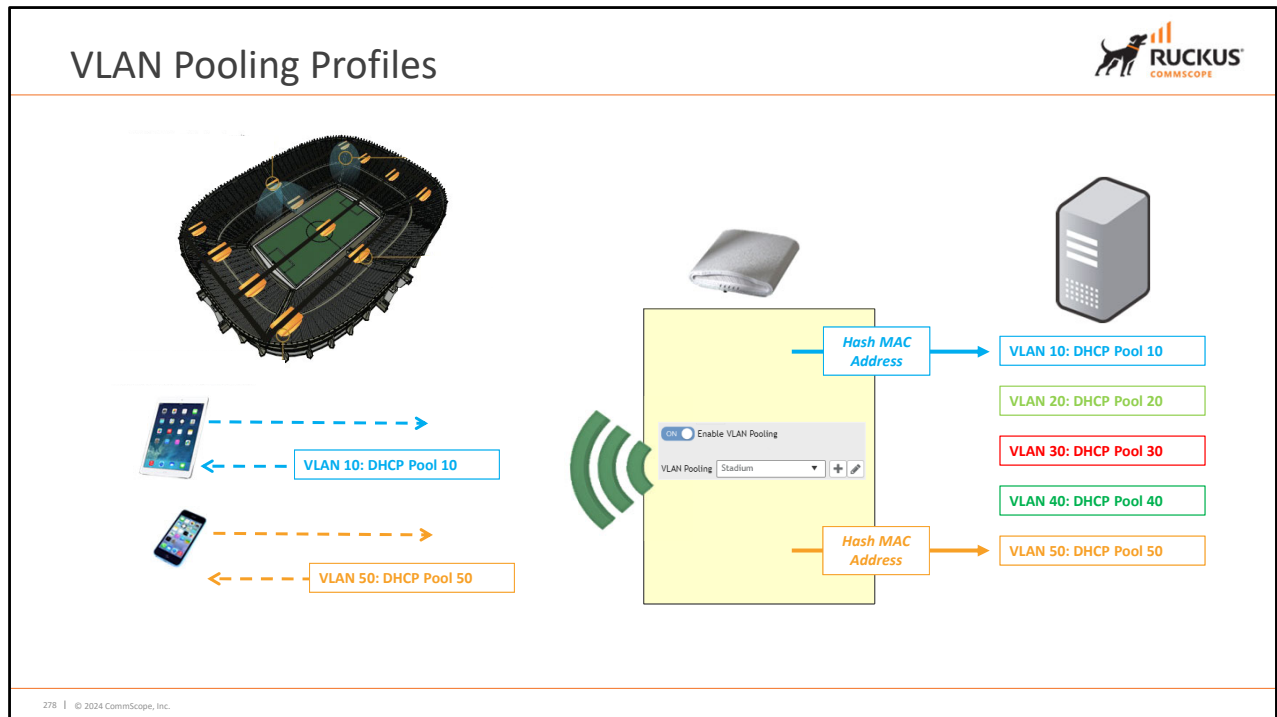 VLAN Pooling Profiles
RUCKUS
COMMSCOPE
Hash MAC
Address
VLAN 10: DHCP Pool 10
VLAN 20: DHCP Pool 20
ON Enable VLAN Pooling
VLAN 30: DHCP Pool 30
VLAN 10: DHCP Pool 10
VLAN Pooling Stadium
VLAN 40: DHCP Pool 40
Hash MAC
Address
VLAN 50: DHCP Pool 50
VLAN 50: DHCP Pool 50
278 | © 2024 CommScope, Inc.